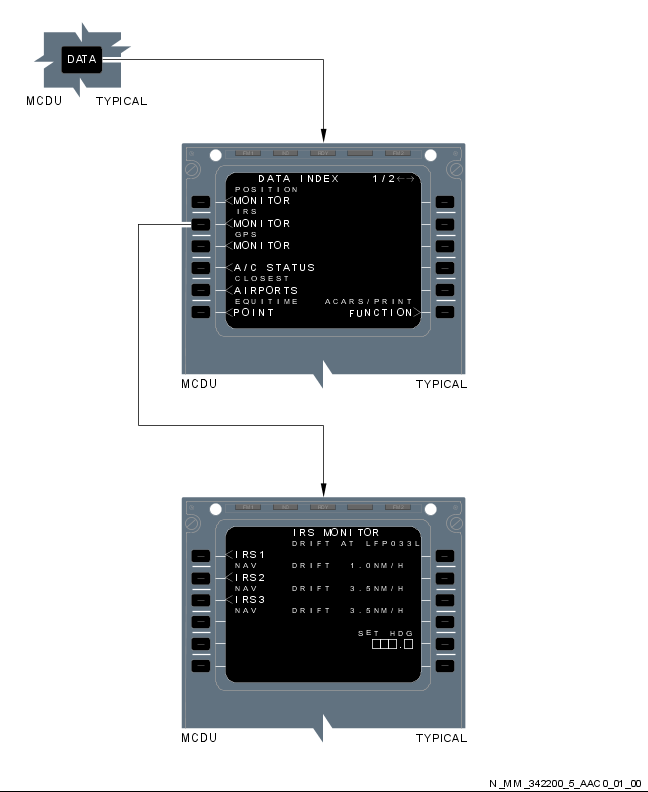 DATA
MCDU TYPICAL
DATA INDEX 1/2←→
POSITION
<MONITOR
IRS
<MONITOR
GPS
<MONITOR
<A/C STATUS
CLOSEST
<AIRPORTS
EQUITIME ACARS/PRINT
<POINT FUNCTION>
MCDU TYPICAL
IRS MONITOR
DRIFT AT LFP033L
<IRS1
NAV DRIFT 1.0NM/H
<IRS2
NAV DRIFT 3.5NM/H
<IRS3
NAV DRIFT 3.5NM/H
SET HDG
□□□.□
MCDU TYPICAL
N_MM_342200_5_AAC0_01_00